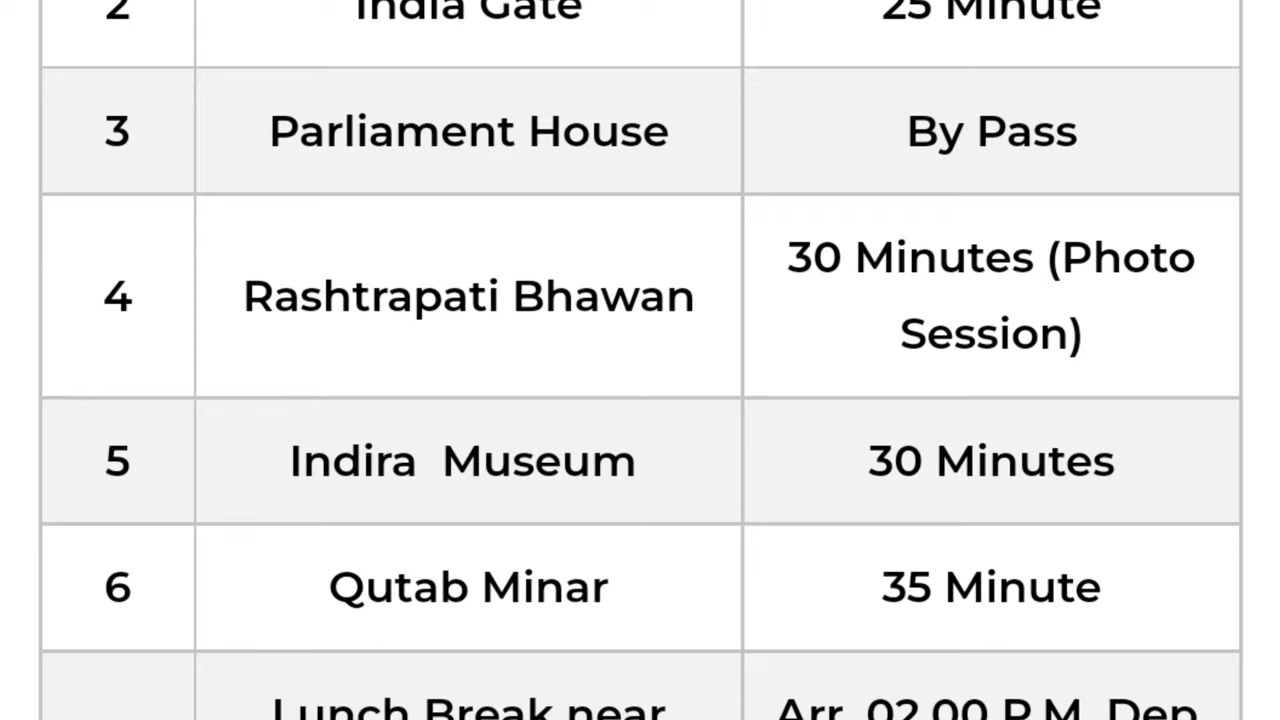 2 India Gate 25 Minute
3 Parliament House By Pass
4 Rashtrapati Bhawan 30 Minutes (Photo
Session)
5 Indira Museum 30 Minutes
6 Qutab Minar 35 Minute
Lunch Break near Arr. 02.00 P.M. Dep.